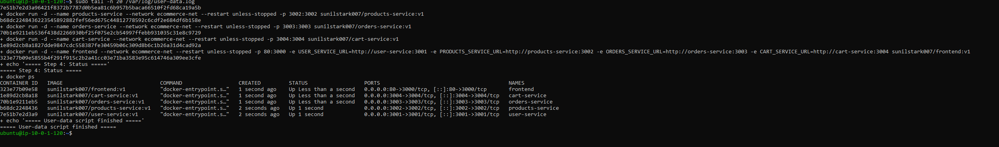 ubuntu@ip-10-0-1-120:~$ sudo tail -n 20 /var/log/user-data.log
7e51b7e2d3a96421f8372b7787d0b5ea81c6b957b5baca66510f2fd68ca19a5b
+ docker run -d --name products-service --network ecommerce-net --restart unless-stopped -p 3002:3002 sunilstark007/products-service:v1
b68dc2248436223545892882fef56ed675c44812778592c6cdf2e684df6b158e
+ docker run -d --name orders-service --network ecommerce-net --restart unless-stopped -p 3003:3003 sunilstark007/orders-service:v1
70b1e9211eb536f438d2266930bf25f075e2cb54997ffebb931035c31e8c9729
+ docker run -d --name cart-service --network ecommerce-net --restart unless-stopped -p 3004:3004 sunilstark007/cart-service:v1
1e89d2cb8a1827dde9847cdc558387fe30459b06c309d8b6c1b26a31d4cad92a
+ docker run -d --name frontend --network ecommerce-net --restart unless-stopped -p 80:3000 -e USER_SERVICE_URL=http://user-service:3001 -e PRODUCTS_SERVICE_URL=http://products-service:3002 -e ORDERS_SERVICE_URL=http://orders-service:3003 -e CART_SERVICE_URL=http://cart-service:3004 sunilstark007/frontend:v1
323e77b09e5855b4f291f915c2b2a41cc03e71ba3583e95c614746a309ee3cfe
+ echo '===== Step 4: Status ====='
===== Step 4: Status =====
+ docker ps
CONTAINER ID   IMAGE                               COMMAND                  CREATED         STATUS                  PORTS                                         NAMES
323e77b09e58   sunilstark007/frontend:v1           "docker-entrypoint.s…"   1 second ago    Up Less than a second   0.0.0.0:80->3000/tcp, [::]:80->3000/tcp       frontend
1e89d2cb8a18   sunilstark007/cart-service:v1       "docker-entrypoint.s…"   1 second ago    Up Less than a second   0.0.0.0:3004->3004/tcp, [::]:3004->3004/tcp   cart-service
70b1e9211eb5   sunilstark007/orders-service:v1     "docker-entrypoint.s…"   1 second ago    Up Less than a second   0.0.0.0:3003->3003/tcp, [::]:3003->3003/tcp   orders-service
b68dc2248436   sunilstark007/products-service:v1   "docker-entrypoint.s…"   2 seconds ago   Up 1 second             0.0.0.0:3002->3002/tcp, [::]:3002->3002/tcp   products-service
7e51b7e2d3a9   sunilstark007/user-service:v1       "docker-entrypoint.s…"   2 seconds ago   Up 1 second             0.0.0.0:3001->3001/tcp, [::]:3001->3001/tcp   user-service
+ echo '===== User-data script finished ====='
===== User-data script finished =====
ubuntu@ip-10-0-1-120:~$